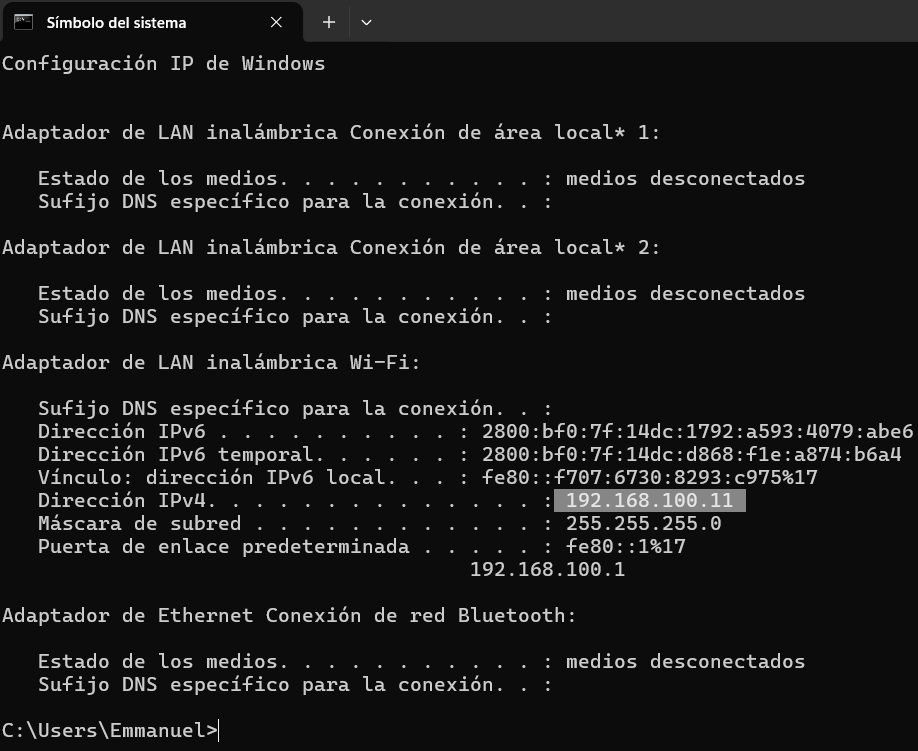 Símbolo del sistema
Configuración IP de Windows
Adaptador de LAN inalámbrica Conexión de área local* 1:
Estado de los medios. . . . . . . . . . . : medios desconectados
Sufijo DNS específico para la conexión. . :
Adaptador de LAN inalámbrica Conexión de área local* 2:
Estado de los medios. . . . . . . . . . . : medios desconectados
Sufijo DNS específico para la conexión. . :
Adaptador de LAN inalámbrica Wi-Fi:
Sufijo DNS específico para la conexión. . :
Dirección IPv6 . . . . . . . . . . : 2800:bf0:7f:14dc:1792:a593:4079:abe6
Dirección IPv6 temporal. . . . . . : 2800:bf0:7f:14dc:d868:f1e:a874:b6a4
Vínculo: dirección IPv6 local. . . : fe80::f707:6730:8293:c975%17
Dirección IPv4. . . . . . . . . . . . . . : 192.168.100.11
Máscara de subred . . . . . . . . . . . . : 255.255.255.0
Puerta de enlace predeterminada . . . . . : fe80::1%17
192.168.100.1
Adaptador de Ethernet Conexión de red Bluetooth:
Estado de los medios. . . . . . . . . . . : medios desconectados
Sufijo DNS específico para la conexión. . :
C:\Users\Emmanuel>